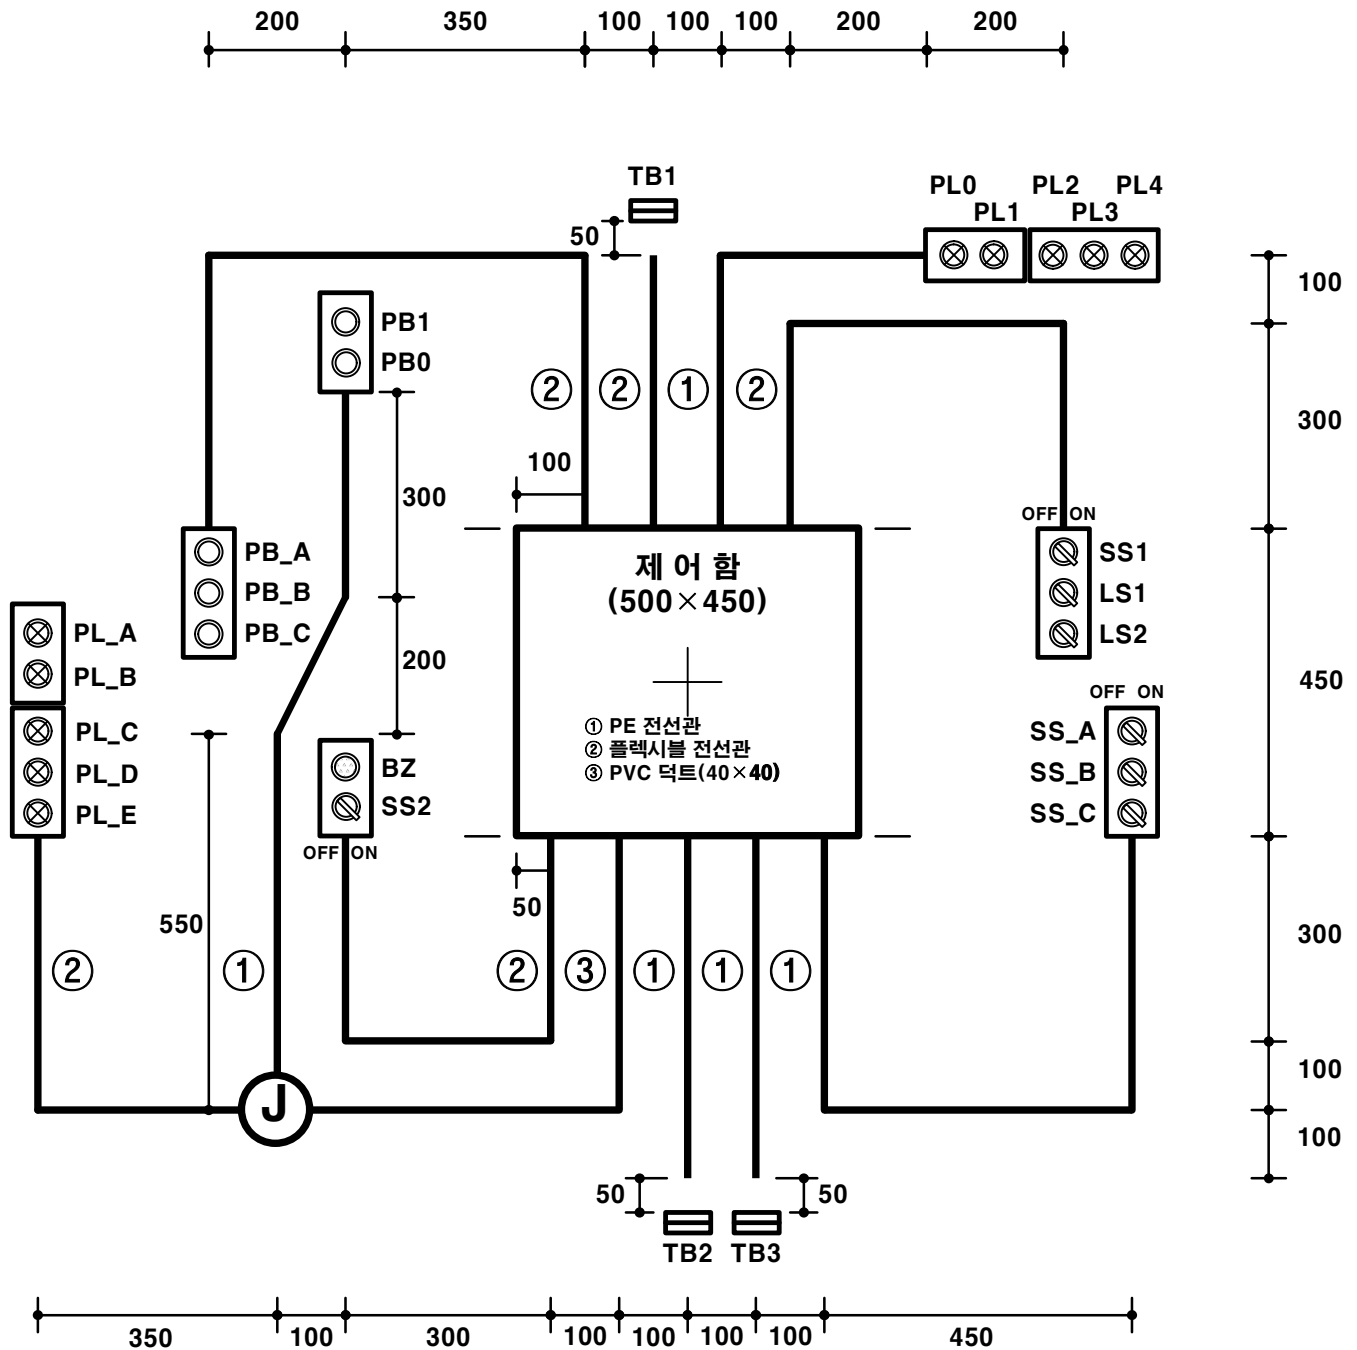 200 350 100 100 100 200 200
TB1
PL0 PL2 PL4
PL1 PL3
50
100
PB1
PB0
② ② ① ②
300
100
300
OFF ON
제 어 함
(500×450)
PB_A
PB_B
PB_C
SS1
LS1
LS2
PL_A
PL_B
200
450
OFF ON
① PE 전선관
② 플렉시블 전선관
③ PVC 덕트(40×40)
PL_C
PL_D
PL_E
BZ
SS2
OFF ON
SS_A
SS_B
SS_C
50
550
300
② ① ② ③ ① ① ①
100
J
100
50 50
TB2 TB3
350 100 300 100 100 100 100 450